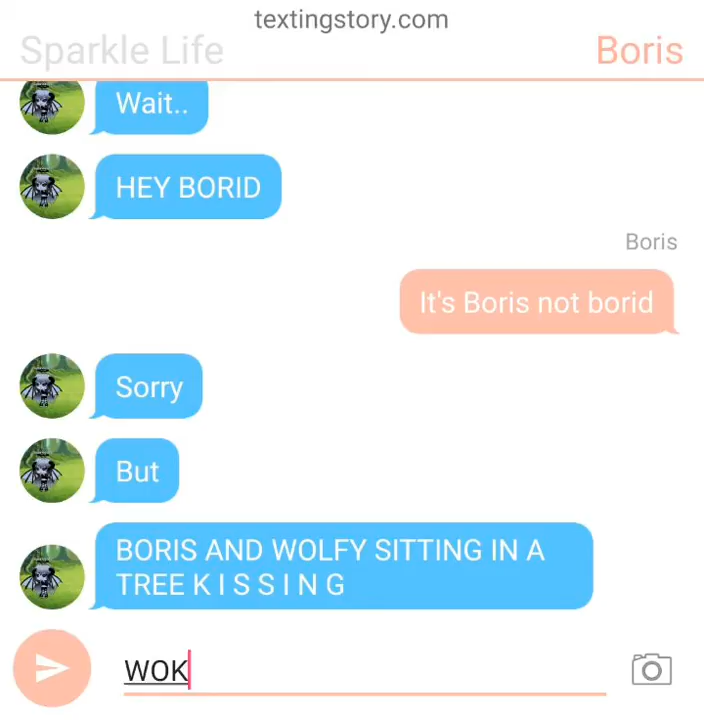 textingstory.com
Sparkle Life
Boris
Wait..
HEY BORID
Boris
It's Boris not borid
Sorry
But
BORIS AND WOLFY SITTING IN A
TREE K I S S I N G
WOK